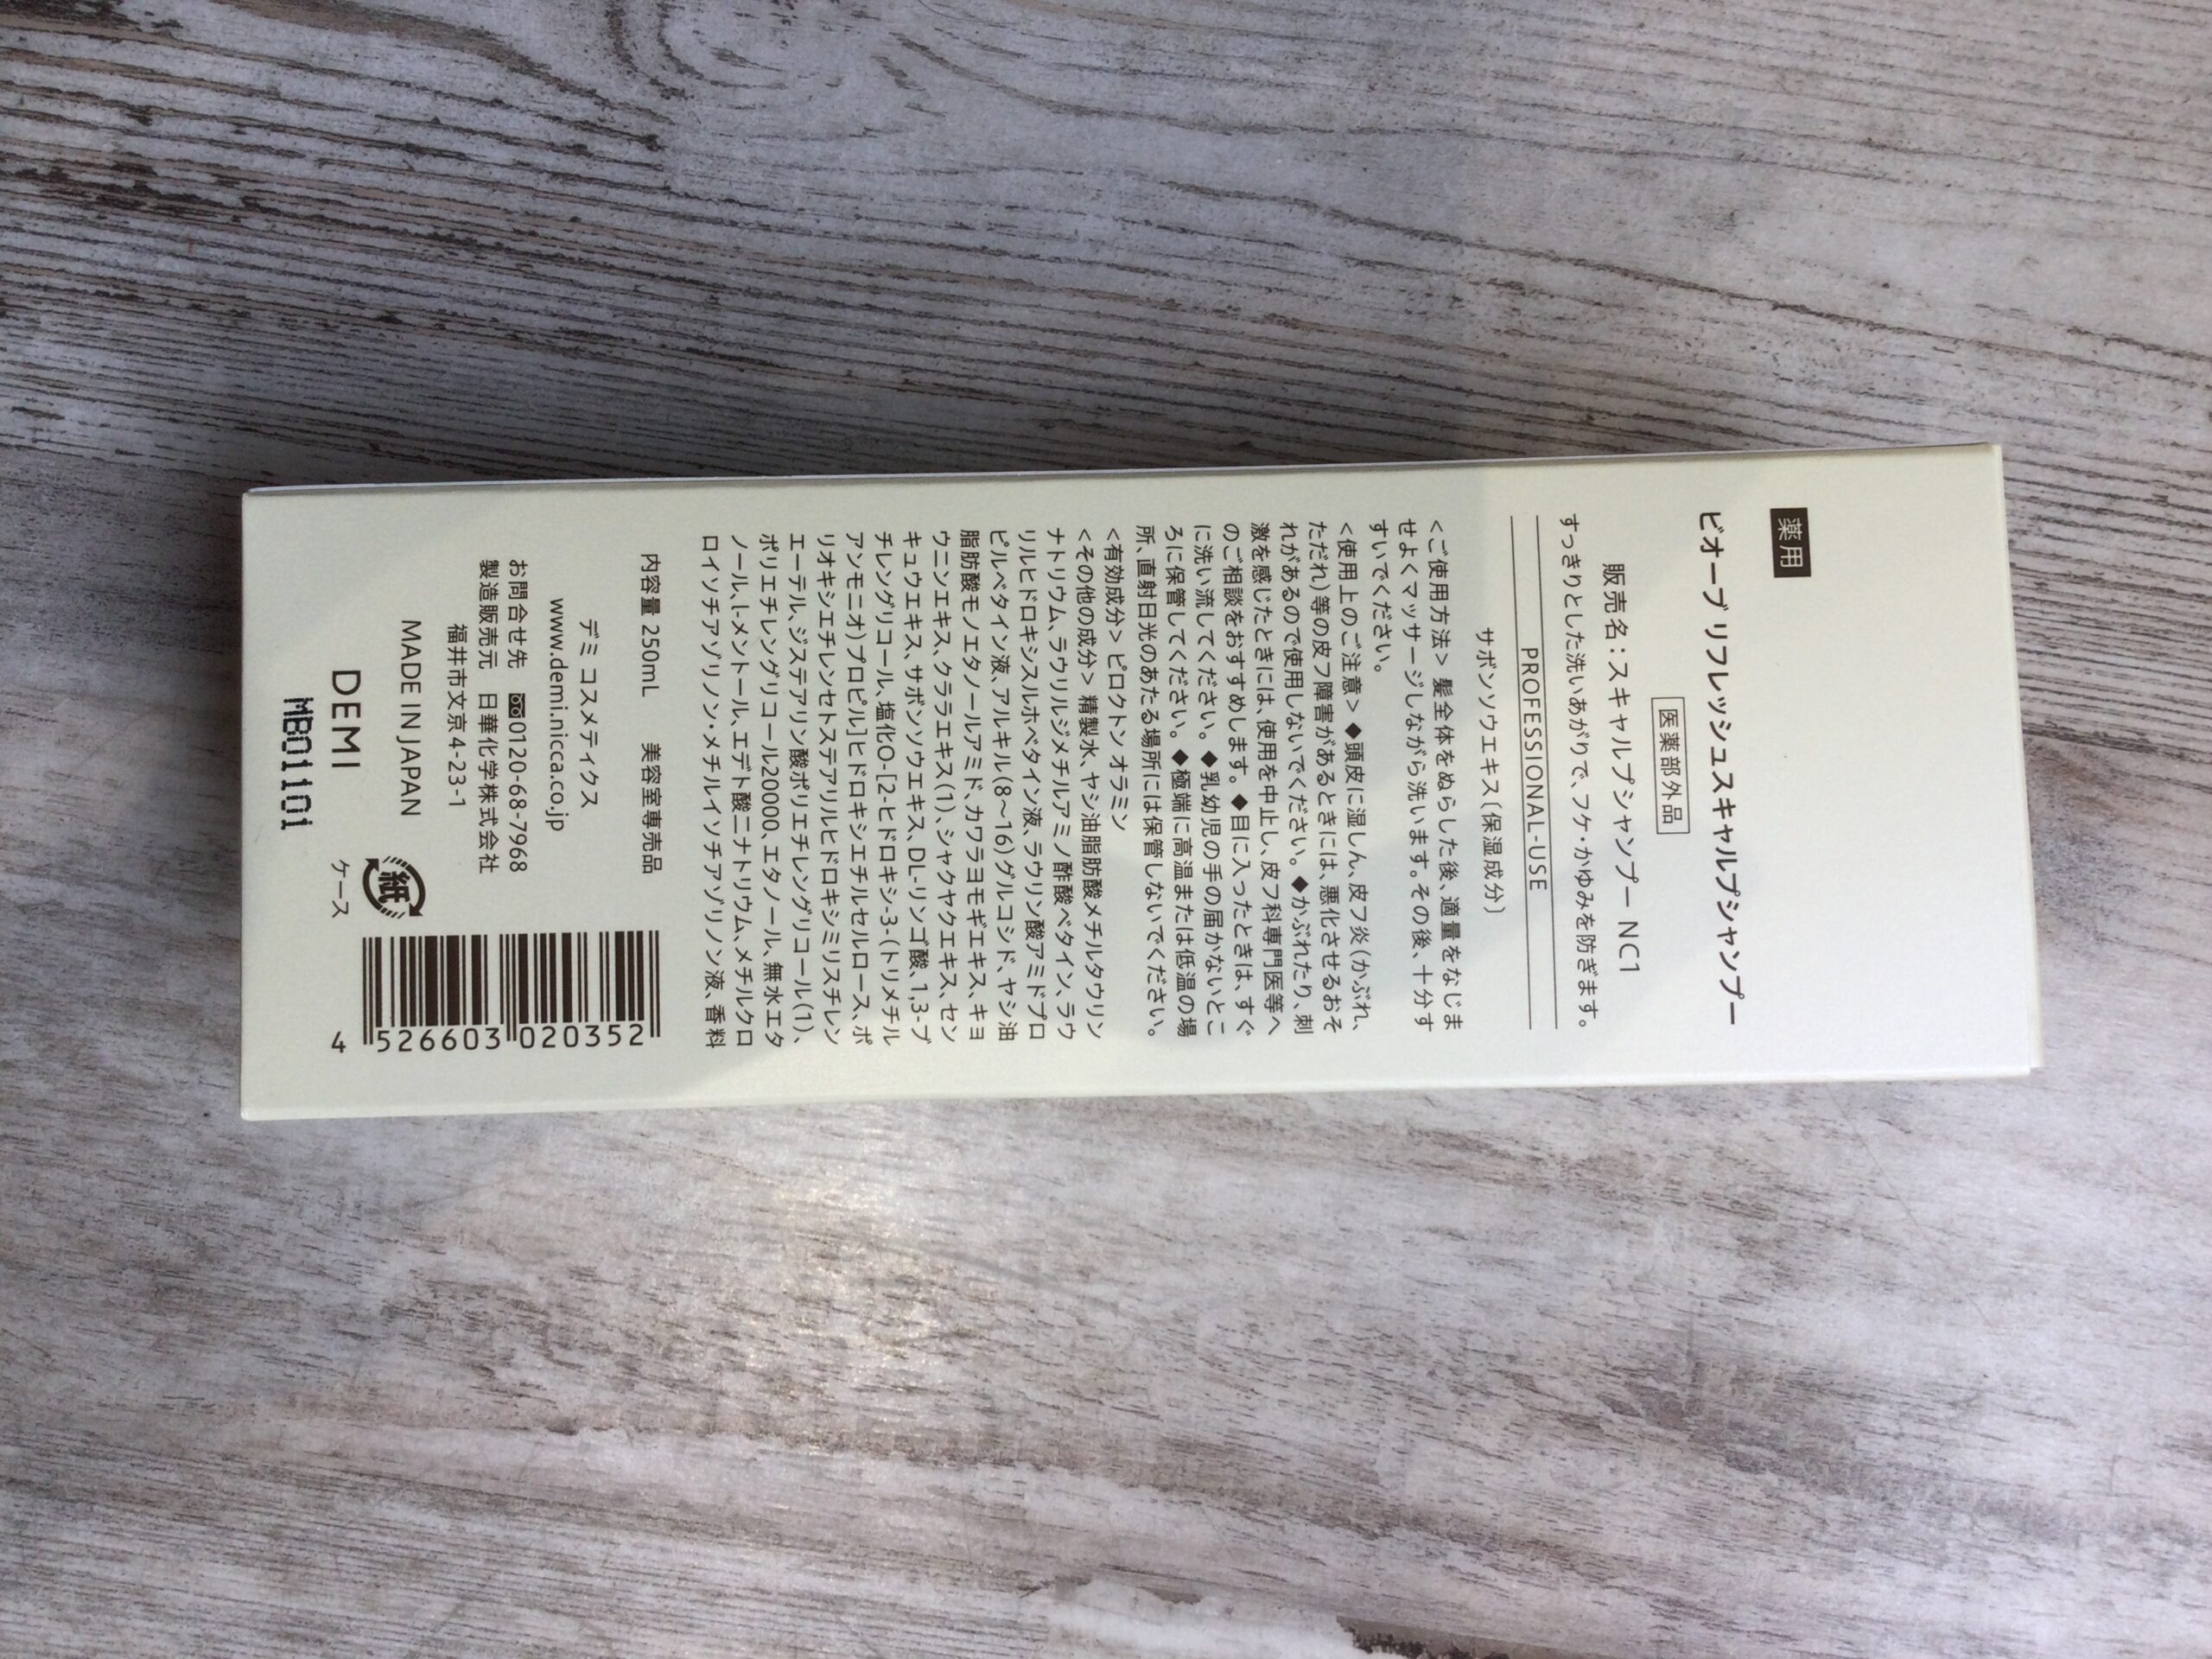 薬用
ビオーブ リフレッシュスキャルプシャンプー
医薬部外品
販売名：スキャルプシャンプー NC1
すっきりとした洗いあがりで、フケ・かゆみを防ぎます。
PROFESSIONAL-USE
サボンソウエキス〔保湿成分〕
＜ご使用方法＞ 髪全体をぬらした後、適量をなじま
せよくマッサージしながら洗います。その後、十分す
すいでください。
＜使用上のご注意＞ ◆頭皮に湿しん、皮フ炎（かぶれ、
ただれ）等の皮フ障害があるときには、悪化させるおそ
れがあるので使用しないでください。◆かぶれたり、刺
激を感じたときには、使用を中止し、皮フ科専門医等へ
のご相談をおすすめします。◆目に入ったときは、すぐ
に洗い流してください。◆乳幼児の手の届かないとこ
ろに保管してください。◆極端に高温または低温の場
所、直射日光のあたる場所には保管しないでください。
＜有効成分＞ ピロクトン オラミン
＜その他の成分＞ 精製水、ヤシ油脂肪酸メチルタウリン
ナトリウム、ラウリルジメチルアミノ酢酸ベタイン、ラウ
リルヒドロキシスルホベタイン液、ラウリン酸アミドプロ
ピルベタイン液、アルキル（8～16）グルコシド、ヤシ油
脂肪酸モノエタノールアミド、カワラヨモギエキス、キョ
ウニンエキス、クララエキス（1）、シャクヤクエキス、セン
キュウエキス、サボンソウエキス、DL-リンゴ酸、1,3-ブ
チレングリコール、塩化O-[2-ヒドロキシ-3-（トリメチル
アンモニオ）プロピル]ヒドロキシエチルセルロース、ポ
リオキシエチレンセトステアリルヒドロキシミリスチレン
エーテル、ジステアリン酸ポリエチレングリコール（1）、
ポリエチレングリコール20000、エタノール、無水エタ
ノール、l-メントール、エデト酸二ナトリウム、メチルクロ
ロイソチアゾリノン・メチルイソチアゾリノン液、香料
内容量 250mL 美容室専売品
デミ コスメティクス
www.demi.nicca.co.jp
お問合せ先 0120-68-7968
製造販売元 日華化学株式会社
福井市文京4-23-1
MADE IN JAPAN
DEMI
MB01101
紙
ケース
4 526603 020352